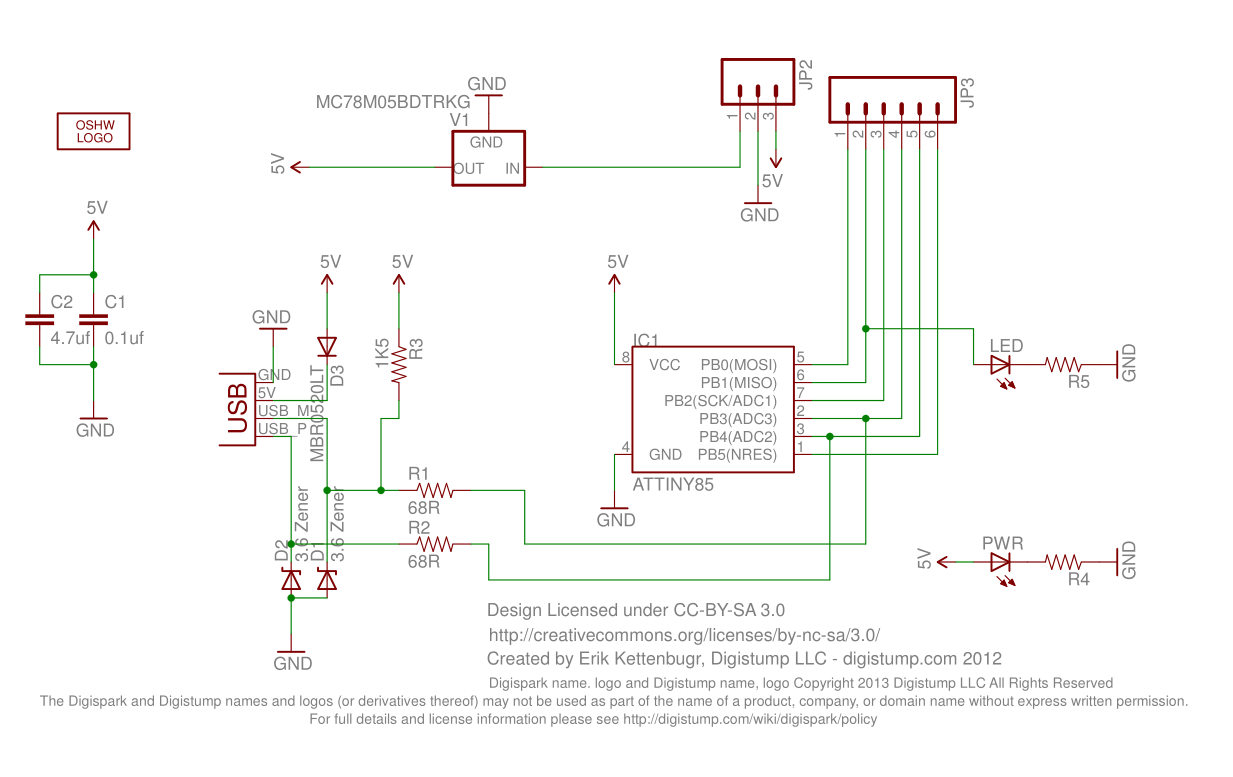 OSHW
LOGO
GND
MC78M05BDTRKG
V1
GND
OUT IN
5V
JP2
1 2 3
5V
GND
JP3
1 2 3 4 5 6
5V
C2 C1
4.7uf 0.1uf
GND
5V
5V
GND
D3
MBR0520LT
1K5
R3
USB
GND
5V
USB_M
USB_P
R1
68R
R2
68R
D2
3.6 Zener
D1
3.6 Zener
GND
5V
IC1
8 VCC PB0(MOSI) 5
PB1(MISO) 6
PB2(SCK/ADC1) 7
PB3(ADC3) 2
PB4(ADC2) 3
4 GND PB5(NRES) 1
ATTINY85
GND
LED
R5
GND
5V
PWR
R4
GND
Design Licensed under CC-BY-SA 3.0
http://creativecommons.org/licenses/by-nc-sa/3.0/
Created by Erik Kettenbugr, Digistump LLC - digistump.com 2012
Digispark name. logo and Digistump name, logo Copyright 2013 Digistump LLC All Rights Reserved
The Digispark and Digistump names and logos (or derivatives thereof) may not be used as part of the name of a product, company, or domain name without express written permission.
For full details and license information please see http://digistump.com/wiki/digispark/policy